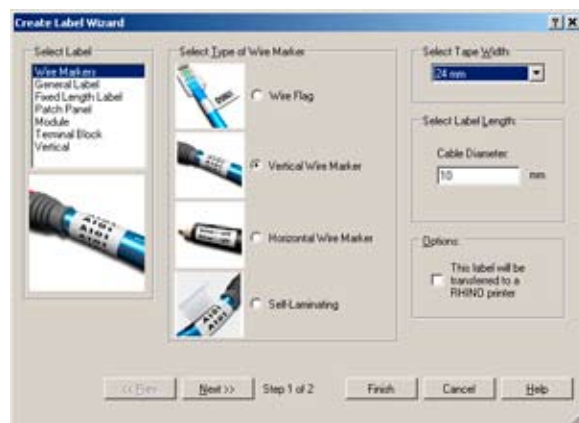 Create Label Wizard
Select Label
Wire Markers
General Label
Fixed Length Label
Patch Panel
Module
Terminal Block
Vertical
A101
A101
A101
Select Type of Wire Marker
Wire Flag
Vertical Wire Marker
Horizontal Wire Marker
Self-Laminating
Select Tape Width:
24 mm
Select Label Length:
Cable Diameter:
10 mm
Options:
This label will be
transferred to a
RHINO printer
<< Prev
Next >>
Step 1 of 2
Finish
Cancel
Help